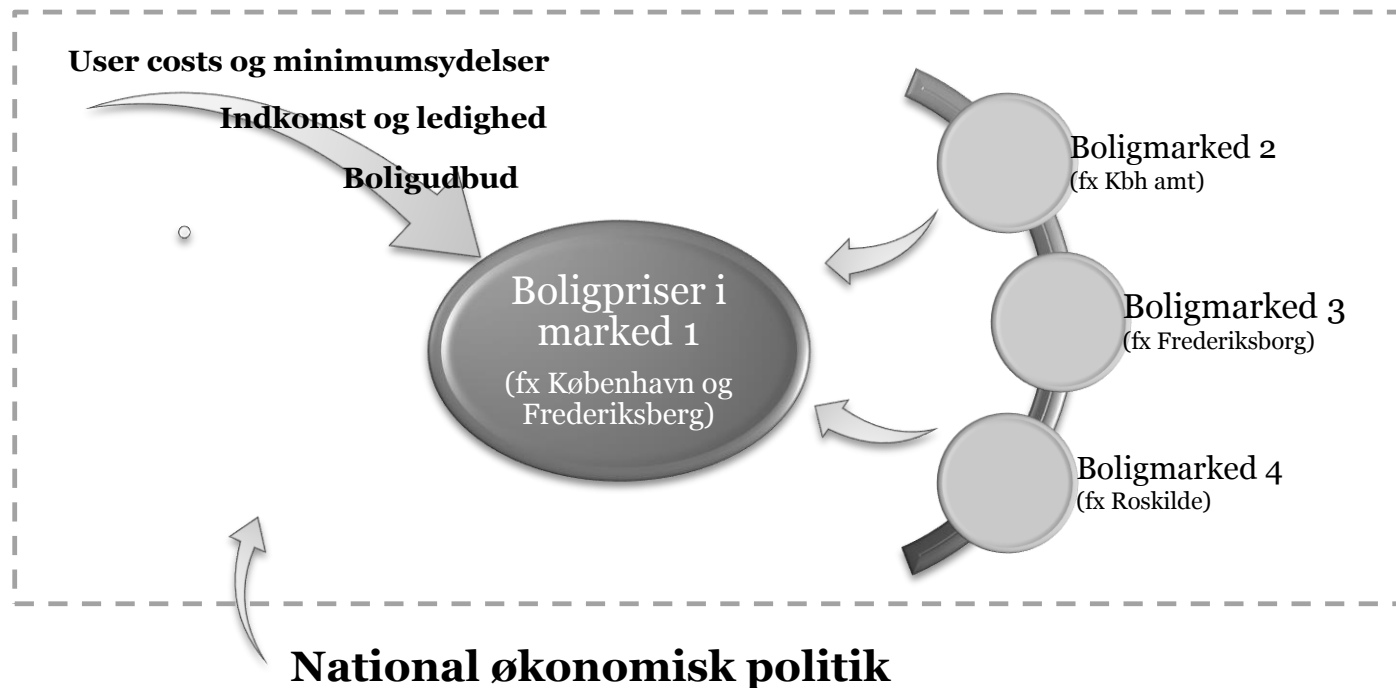 User costs og minimumsydelser
Indkomst og ledighed
Boligudbud
Boligpriser i
marked 1
(fx København og
Frederiksberg)
Boligmarked 2
(fx Kbh amt)
Boligmarked 3
(fx Frederiksborg)
Boligmarked 4
(fx Roskilde)
National økonomisk politik